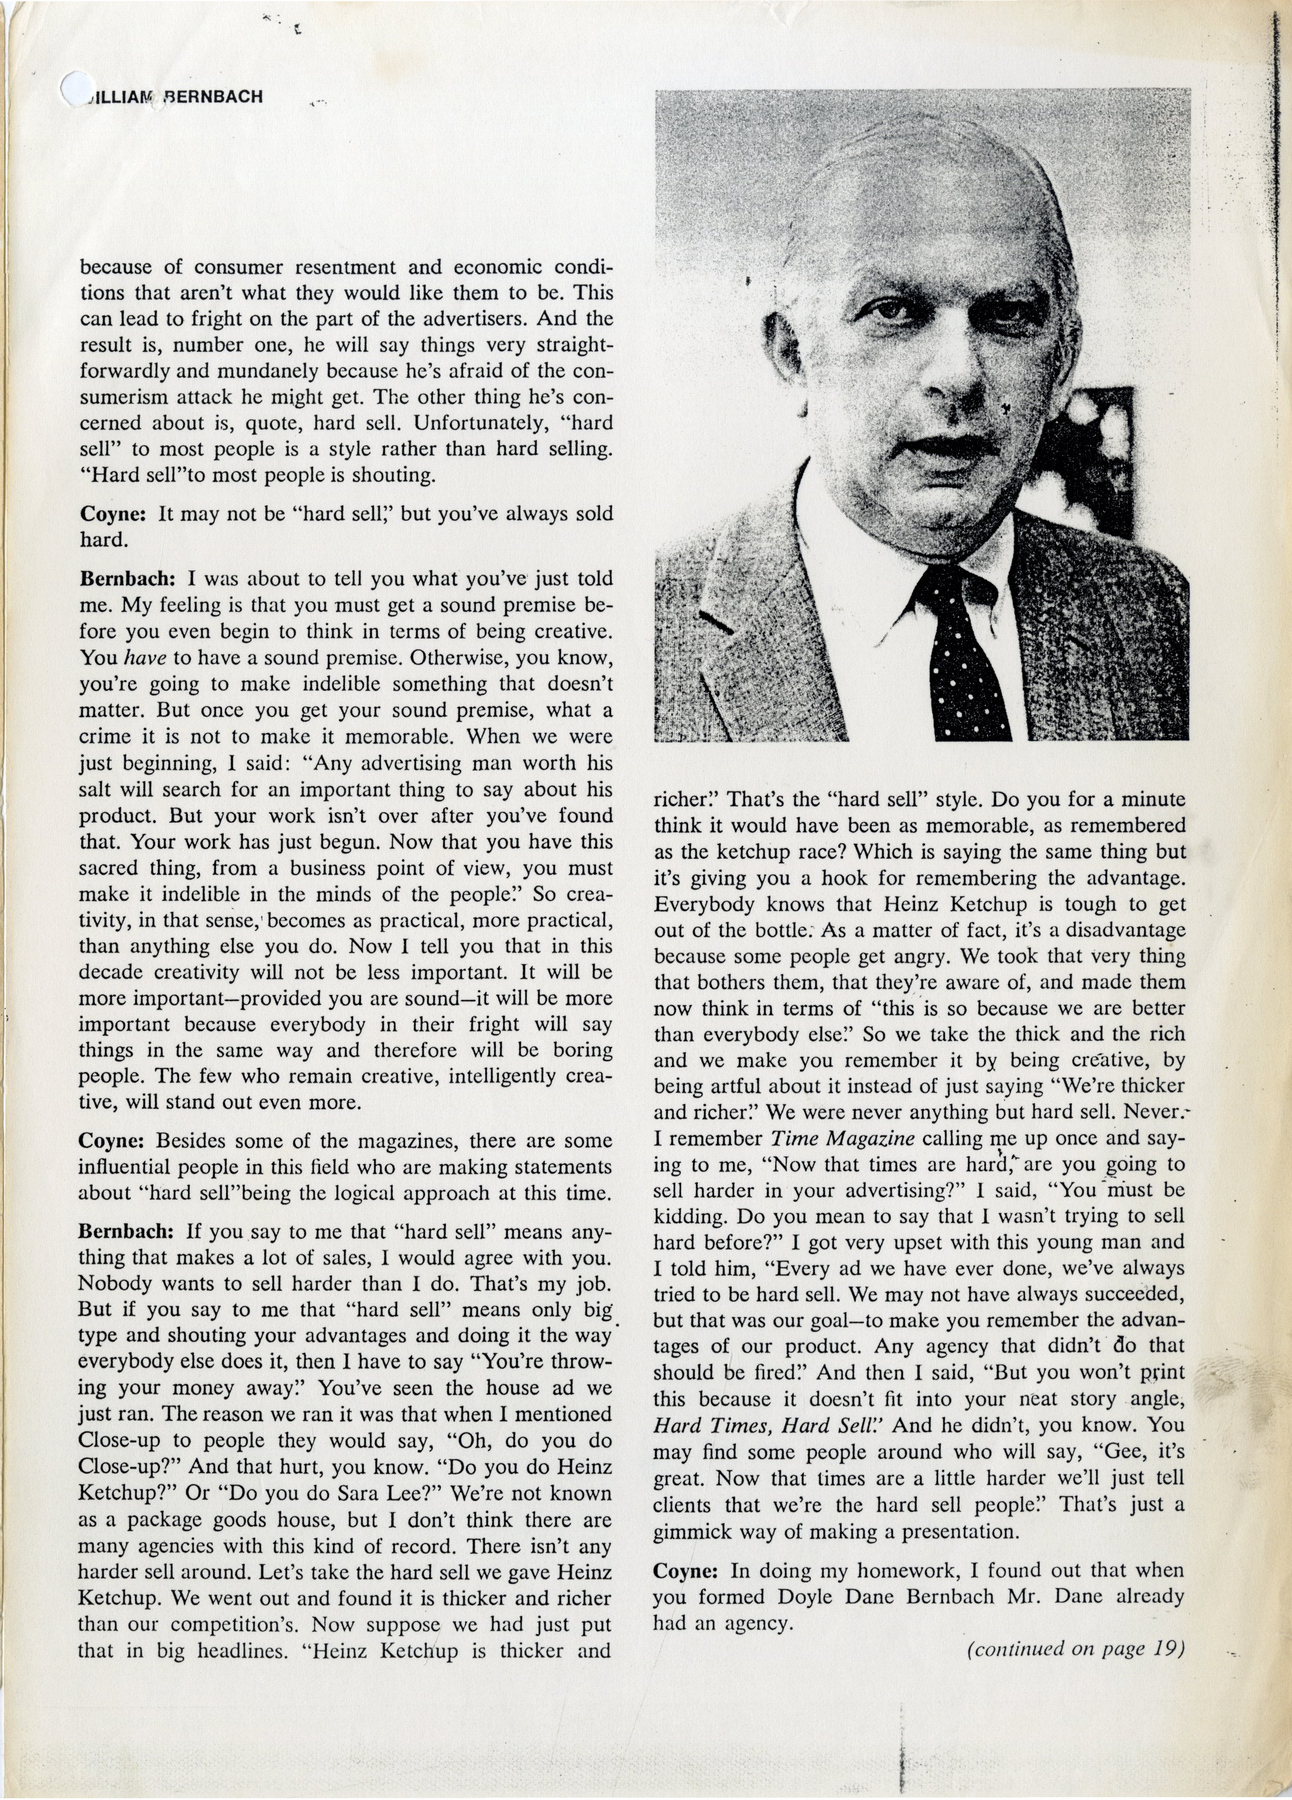 WILLIAM BERNBACH
because of consumer resentment and economic condi-
tions that aren't what they would like them to be. This
can lead to fright on the part of the advertisers. And the
result is, number one, he will say things very straight-
forwardly and mundanely because he's afraid of the con-
sumerism attack he might get. The other thing he's con-
cerned about is, quote, hard sell. Unfortunately, “hard
sell” to most people is a style rather than hard selling.
“Hard sell”to most people is shouting.
Coyne: It may not be “hard sell,” but you've always sold
hard.
Bernbach: I was about to tell you what you've just told
me. My feeling is that you must get a sound premise be-
fore you even begin to think in terms of being creative.
You have to have a sound premise. Otherwise, you know,
you're going to make indelible something that doesn't
matter. But once you get your sound premise, what a
crime it is not to make it memorable. When we were
just beginning, I said: “Any advertising man worth his
salt will search for an important thing to say about his
product. But your work isn't over after you've found
that. Your work has just begun. Now that you have this
sacred thing, from a business point of view, you must
make it indelible in the minds of the people.” So crea-
tivity, in that sense, becomes as practical, more practical,
than anything else you do. Now I tell you that in this
decade creativity will not be less important. It will be
more important—provided you are sound—it will be more
important because everybody in their fright will say
things in the same way and therefore will be boring
people. The few who remain creative, intelligently crea-
tive, will stand out even more.
Coyne: Besides some of the magazines, there are some
influential people in this field who are making statements
about “hard sell”being the logical approach at this time.
Bernbach: If you say to me that “hard sell” means any-
thing that makes a lot of sales, I would agree with you.
Nobody wants to sell harder than I do. That's my job.
But if you say to me that “hard sell” means only big
type and shouting your advantages and doing it the way
everybody else does it, then I have to say “You're throw-
ing your money away.” You've seen the house ad we
just ran. The reason we ran it was that when I mentioned
Close-up to people they would say, “Oh, do you do
Close-up?” And that hurt, you know. “Do you do Heinz
Ketchup?” Or “Do you do Sara Lee?” We're not known
as a package goods house, but I don't think there are
many agencies with this kind of record. There isn't any
harder sell around. Let's take the hard sell we gave Heinz
Ketchup. We went out and found it is thicker and richer
than our competition's. Now suppose we had just put
that in big headlines. “Heinz Ketchup is thicker and
richer.” That's the “hard sell” style. Do you for a minute
think it would have been as memorable, as remembered
as the ketchup race? Which is saying the same thing but
it's giving you a hook for remembering the advantage.
Everybody knows that Heinz Ketchup is tough to get
out of the bottle. As a matter of fact, it's a disadvantage
because some people get angry. We took that very thing
that bothers them, that they're aware of, and made them
now think in terms of “this is so because we are better
than everybody else.” So we take the thick and the rich
and we make you remember it by being creative, by
being artful about it instead of just saying “We're thicker
and richer.” We were never anything but hard sell. Never.
I remember Time Magazine calling me up once and say-
ing to me, “Now that times are hard, are you going to
sell harder in your advertising?” I said, “You must be
kidding. Do you mean to say that I wasn't trying to sell
hard before?” I got very upset with this young man and
I told him, “Every ad we have ever done, we've always
tried to be hard sell. We may not have always succeeded,
but that was our goal—to make you remember the advan-
tages of our product. Any agency that didn't do that
should be fired.” And then I said, “But you won't print
this because it doesn't fit into your neat story angle,
Hard Times, Hard Sell.” And he didn't, you know. You
may find some people around who will say, “Gee, it's
great. Now that times are a little harder we'll just tell
clients that we're the hard sell people.” That's just a
gimmick way of making a presentation.
Coyne: In doing my homework, I found out that when
you formed Doyle Dane Bernbach Mr. Dane already
had an agency.
(continued on page 19)